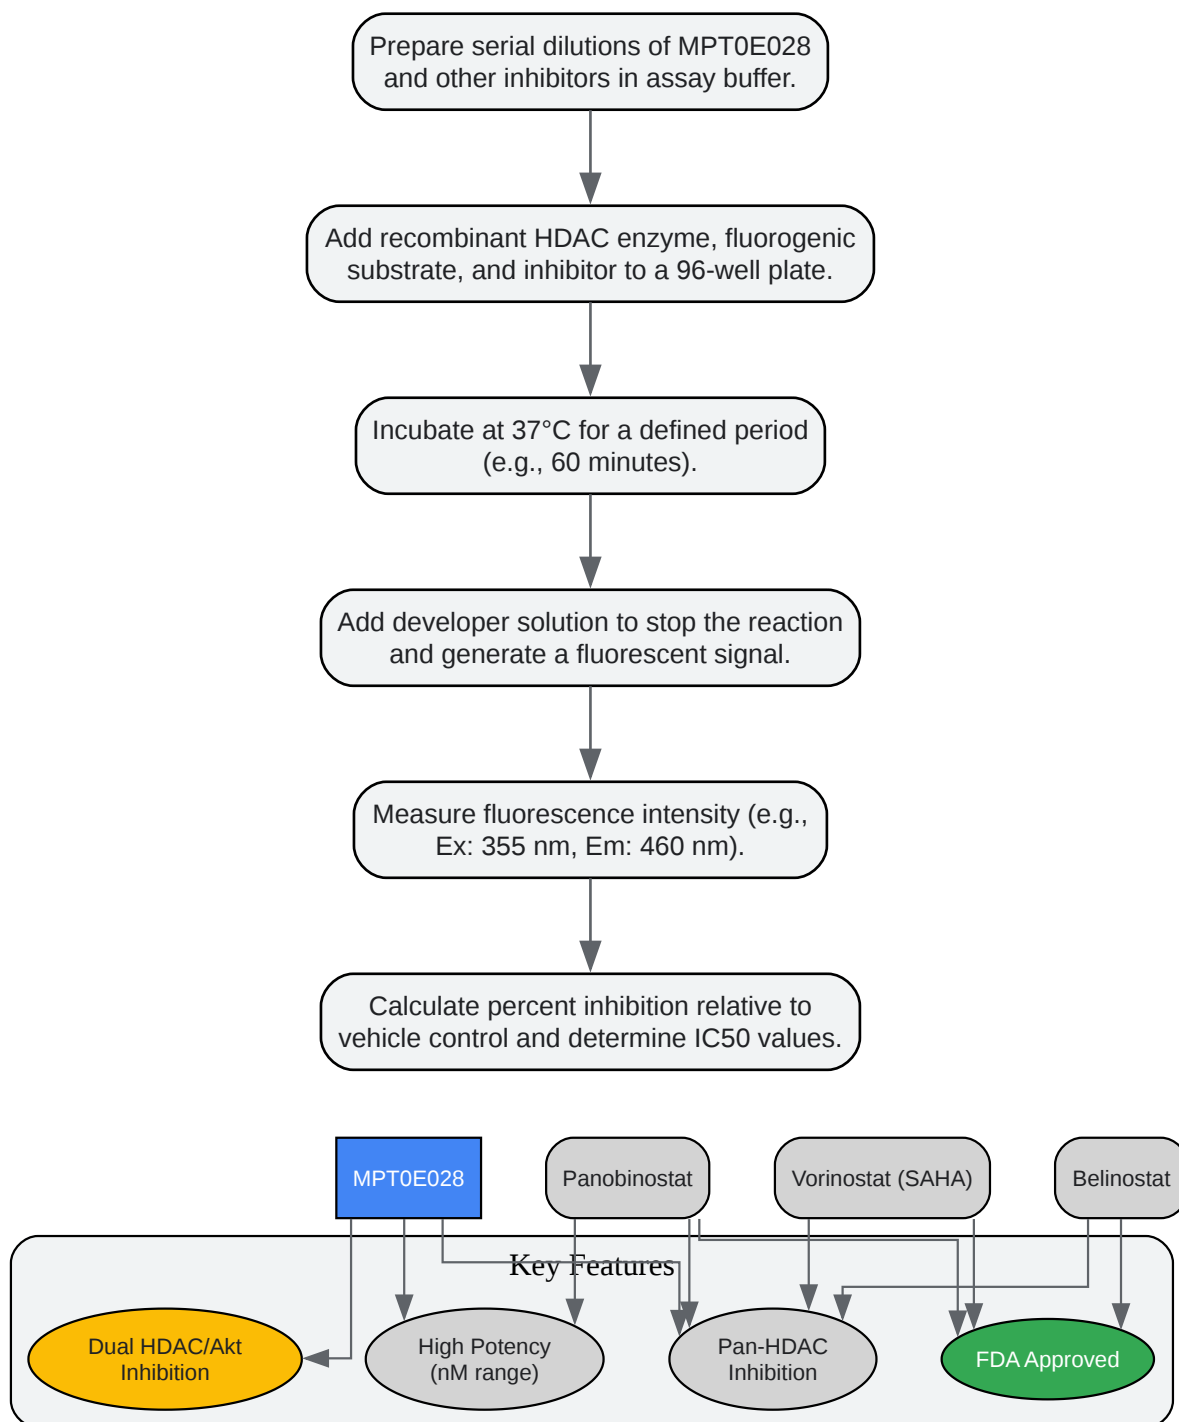 Prepare serial dilutions of MPT0E028
and other inhibitors in assay buffer.
Add recombinant HDAC enzyme, fluorogenic
substrate, and inhibitor to a 96-well plate.
Incubate at 37°C for a defined period
(e.g., 60 minutes).
Add developer solution to stop the reaction
and generate a fluorescent signal.
Measure fluorescence intensity (e.g.,
Ex: 355 nm, Em: 460 nm).
Calculate percent inhibition relative to
vehicle control and determine IC50 values.
MPT0E028
Panobinostat
Vorinostat (SAHA)
Belinostat
Key Features
Dual HDAC/Akt
Inhibition
High Potency
(nM range)
Pan-HDAC
Inhibition
FDA Approved